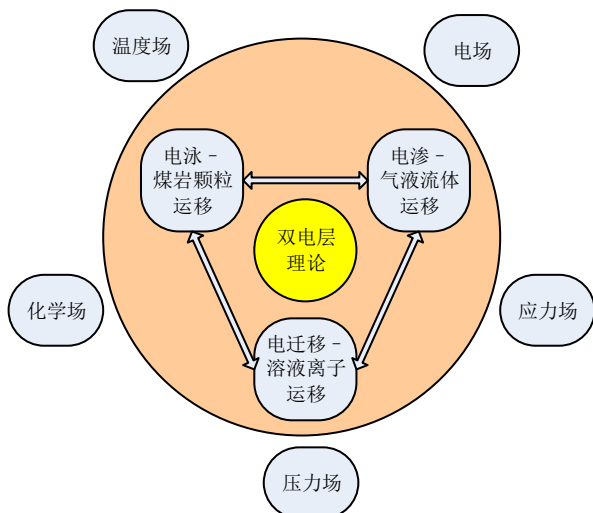 温度场
电场
电泳-
煤岩颗粒
运移
电渗-
气液流体
运移
双电层
理论
化学场
应力场
电迁移-
溶液离子
运移
压力场